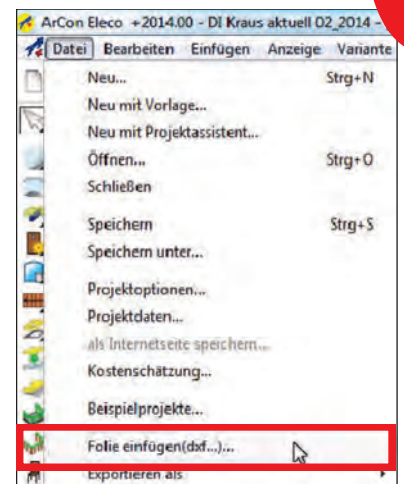 ArCon Eleco +2014.00 - DI Kraus aktuell 02_2014 -
Datei Bearbeiten Einfügen Anzeige Variante
Neu... Strg+N
Neu mit Vorlage...
Neu mit Projektassistent...
Öffnen... Strg+O
Schließen
Speichern Strg+S
Speichern unter...
Projektoptionen...
Projektdaten...
als Internetseite speichern...
Kostenschätzung...
Beispielprojekte...
Folie einfügen(dxf...)...
Exportieren als